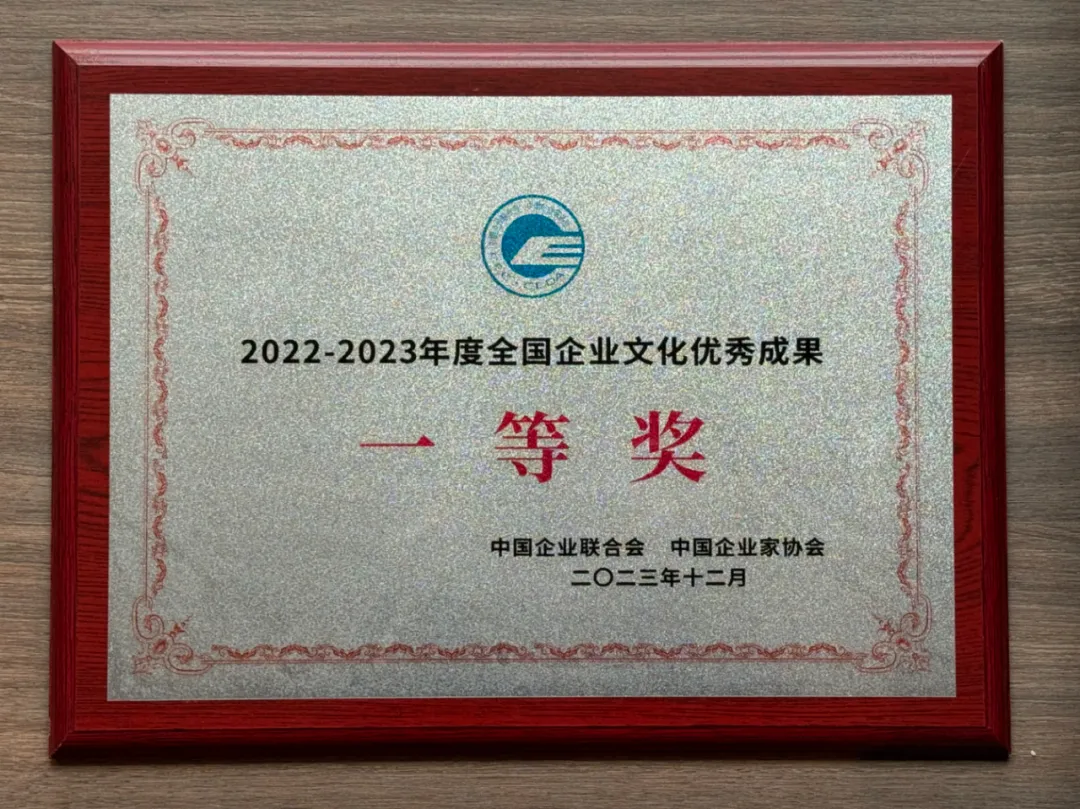 2022-2023年度全国企业文化优秀成果
一等奖
中国企业联合会 中国企业家协会
二〇二三年十二月